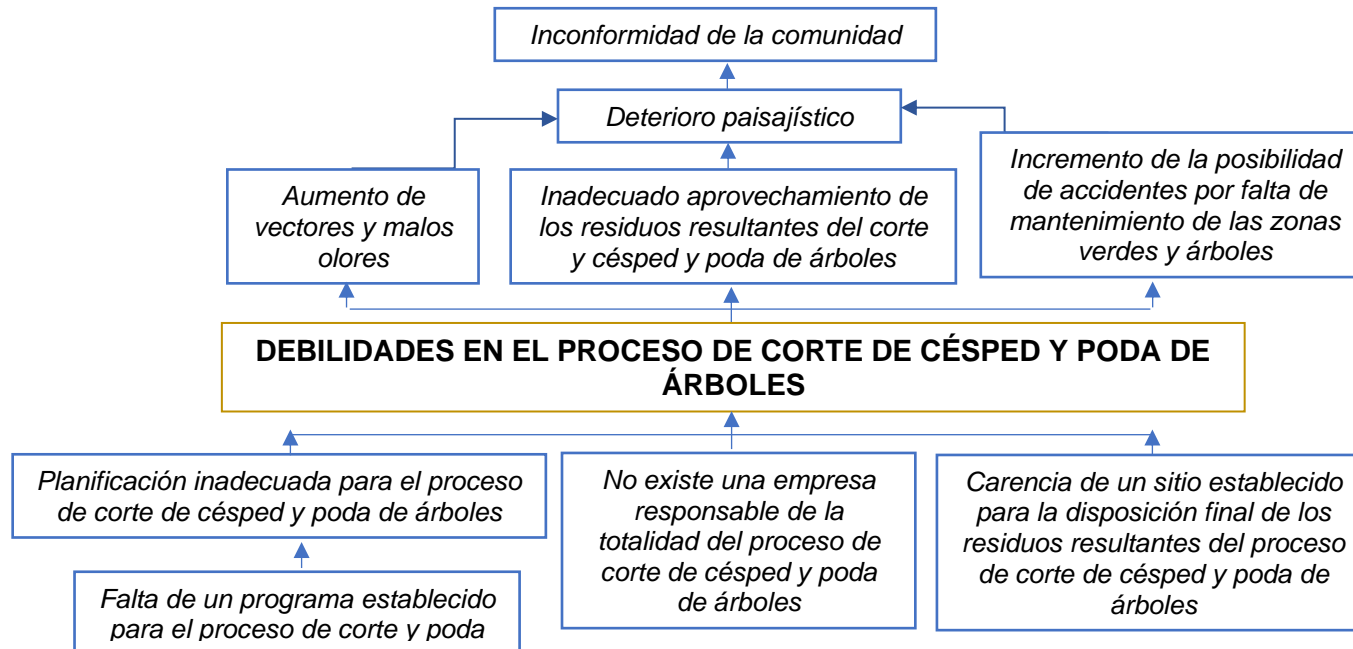 Inconformidad de la comunidad
Deterioro paisajístico
Aumento de
vectores y malos
olores
Inadecuado aprovechamiento de
los residuos resultantes del corte
y césped y poda de árboles
Incremento de la posibilidad
de accidentes por falta de
mantenimiento de las zonas
verdes y árboles
DEBILIDADES EN EL PROCESO DE CORTE DE CÉSPED Y PODA DE
ÁRBOLES
Planificación inadecuada para el proceso
de corte de césped y poda de árboles
No existe una empresa
responsable de la
totalidad del proceso de
corte de césped y poda
de árboles
Carencia de un sitio establecido
para la disposición final de los
residuos resultantes del proceso
de corte de césped y poda de
árboles
Falta de un programa establecido
para el proceso de corte y poda